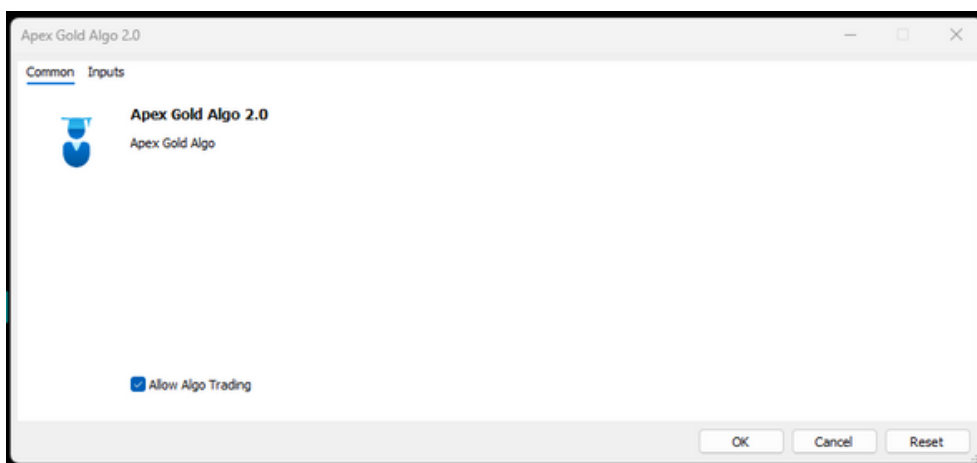 Apex Gold Algo 2.0
Common Inputs
Apex Gold Algo 2.0
Apex Gold Algo
Allow Algo Trading
OK Cancel Reset